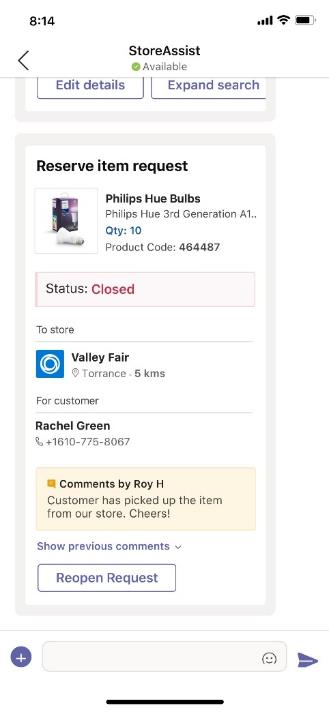 8:14
StoreAssist
Available
Edit details
Expand search
Reserve item request
Philips Hue Bulbs
Philips Hue 3rd Generation A1..
Qty: 10
Product Code: 464487
Status: Closed
To store
Valley Fair
Torrance - 5 kms
For customer
Rachel Green
+1610-775-8067
Comments by Roy H
Customer has picked up the item
from our store. Cheers!
Show previous comments
Reopen Request